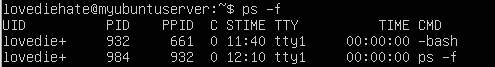 lovediehate@myubuntuserver:~$ ps -f
UID PID PPID C STIME TTY TIME CMD
lovedie+ 932 661 0 11:40 tty1 00:00:00 -bash
lovedie+ 984 932 0 12:10 tty1 00:00:00 ps -f